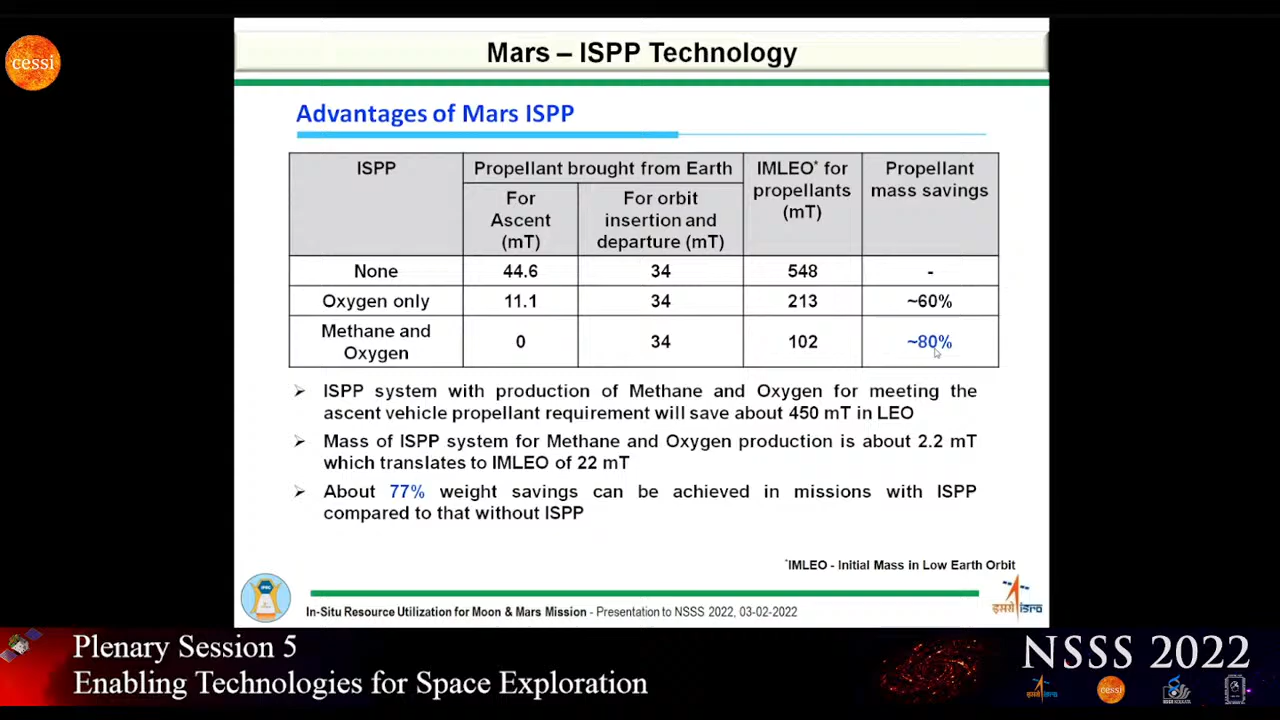 cessi
Mars – ISPP Technology
Advantages of Mars ISPP
ISPP
Propellant brought from Earth
IMLEO* for
propellants
(mT)
Propellant
mass savings
For
Ascent
(mT)
For orbit
insertion and
departure (mT)
None 44.6 34 548 -
Oxygen only 11.1 34 213 ~60%
Methane and
Oxygen 0 34 102 ~80%
➢ ISPP system with production of Methane and Oxygen for meeting the
ascent vehicle propellant requirement will save about 450 mT in LEO
➢ Mass of ISPP system for Methane and Oxygen production is about 2.2 mT
which translates to IMLEO of 22 mT
➢ About 77% weight savings can be achieved in missions with ISPP
compared to that without ISPP
*IMLEO - Initial Mass in Low Earth Orbit
In-Situ Resource Utilization for Moon & Mars Mission - Presentation to NSSS 2022, 03-02-2022
इसरो isro
Plenary Session 5
Enabling Technologies for Space Exploration
NSSS 2022
cessi